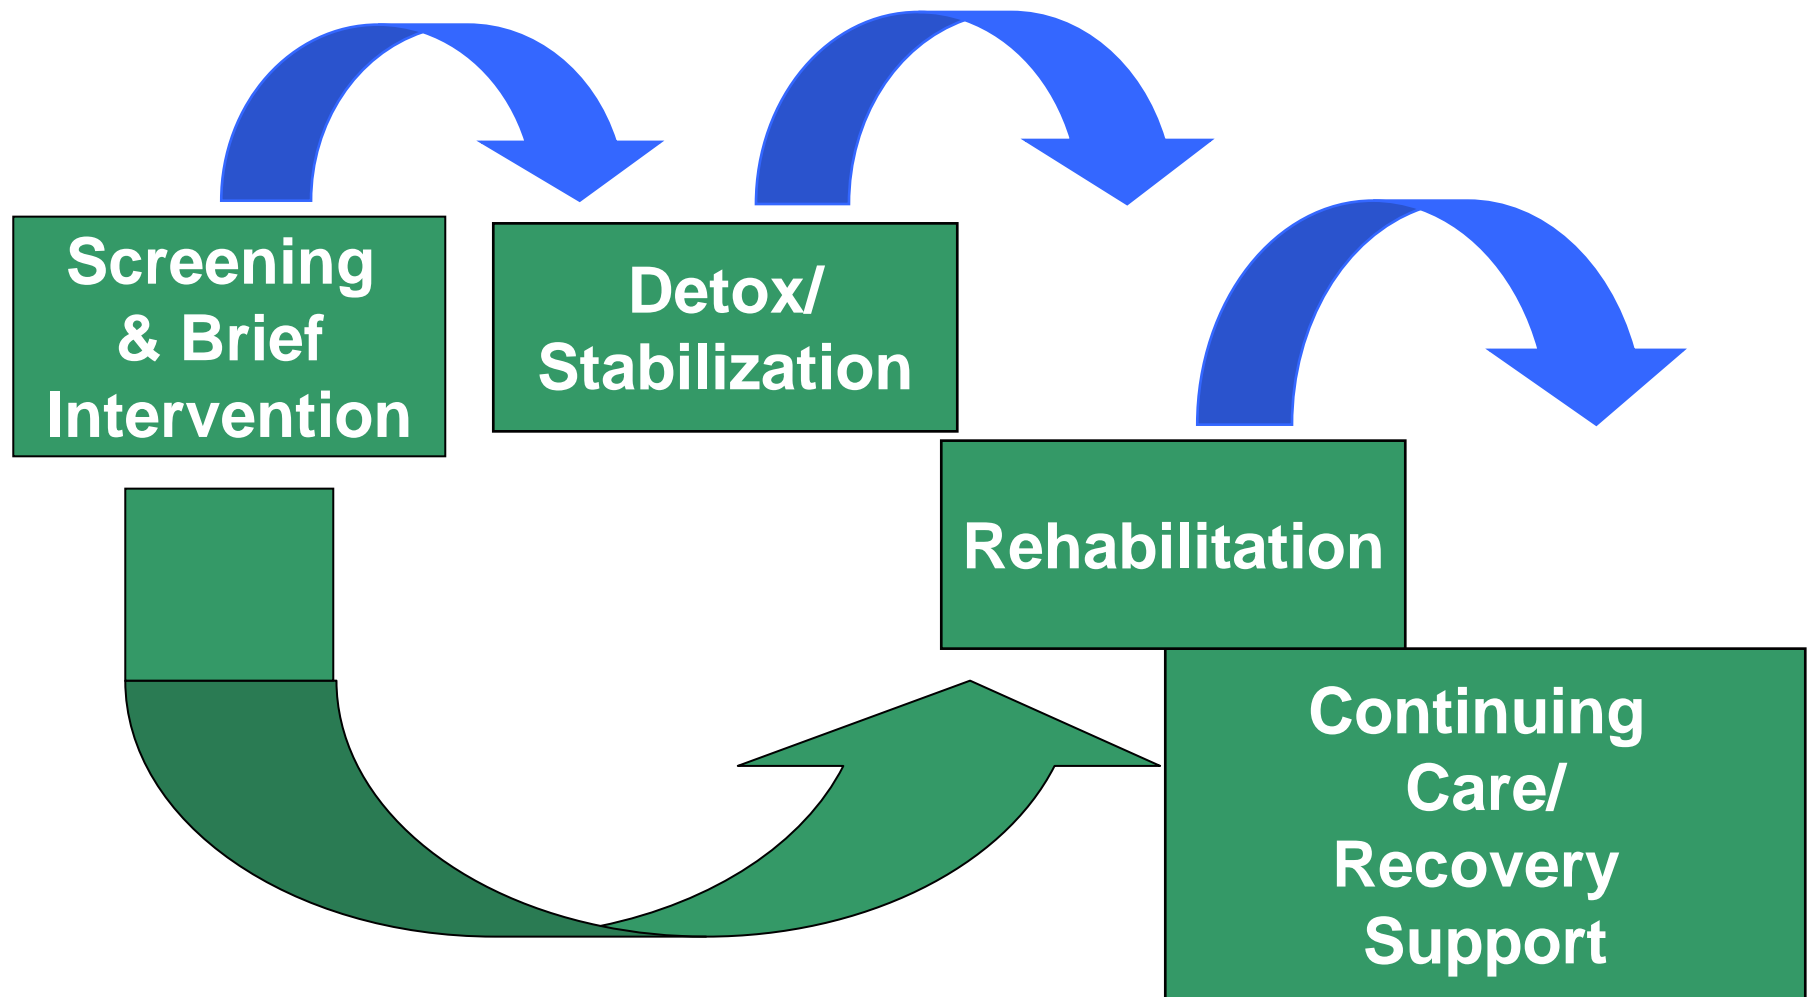 Screening
& Brief
Intervention
Detox/
Stabilization
Rehabilitation
Continuing
Care/
Recovery
Support